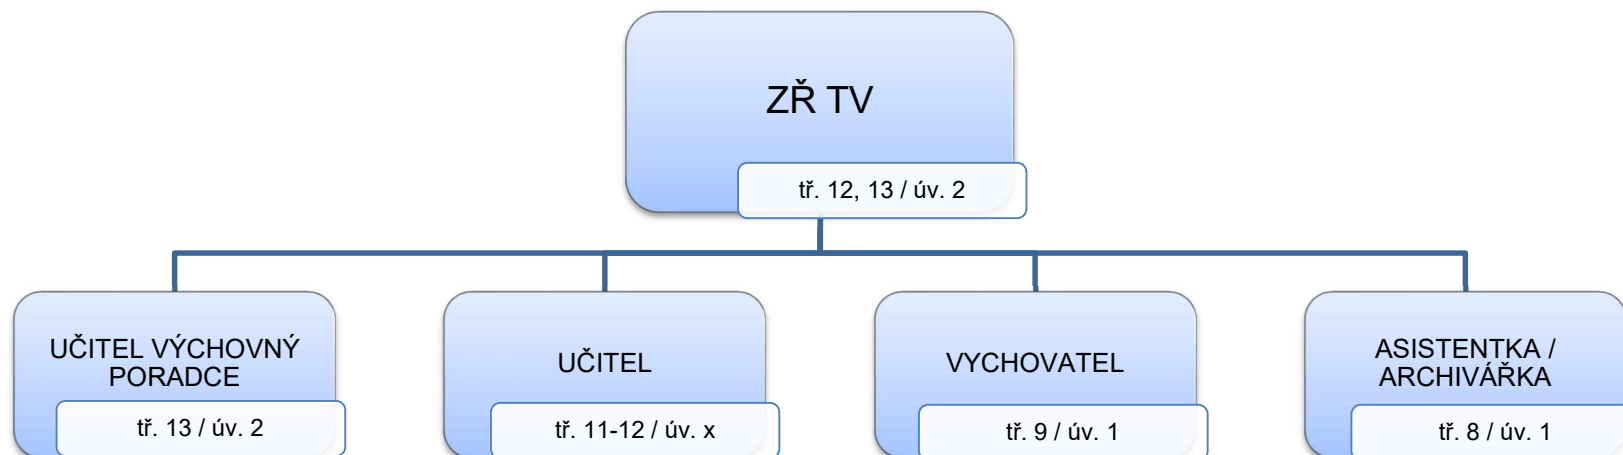 ZŘ TV
tř. 12, 13 / úv. 2
UČITEL VÝCHOVNÝ
PORADCE
tř. 13 / úv. 2
UČITEL
tř. 11-12 / úv. x
VYCHOVATEL
tř. 9 / úv. 1
ASISTENTKA /
ARCHIVÁŘKA
tř. 8 / úv. 1